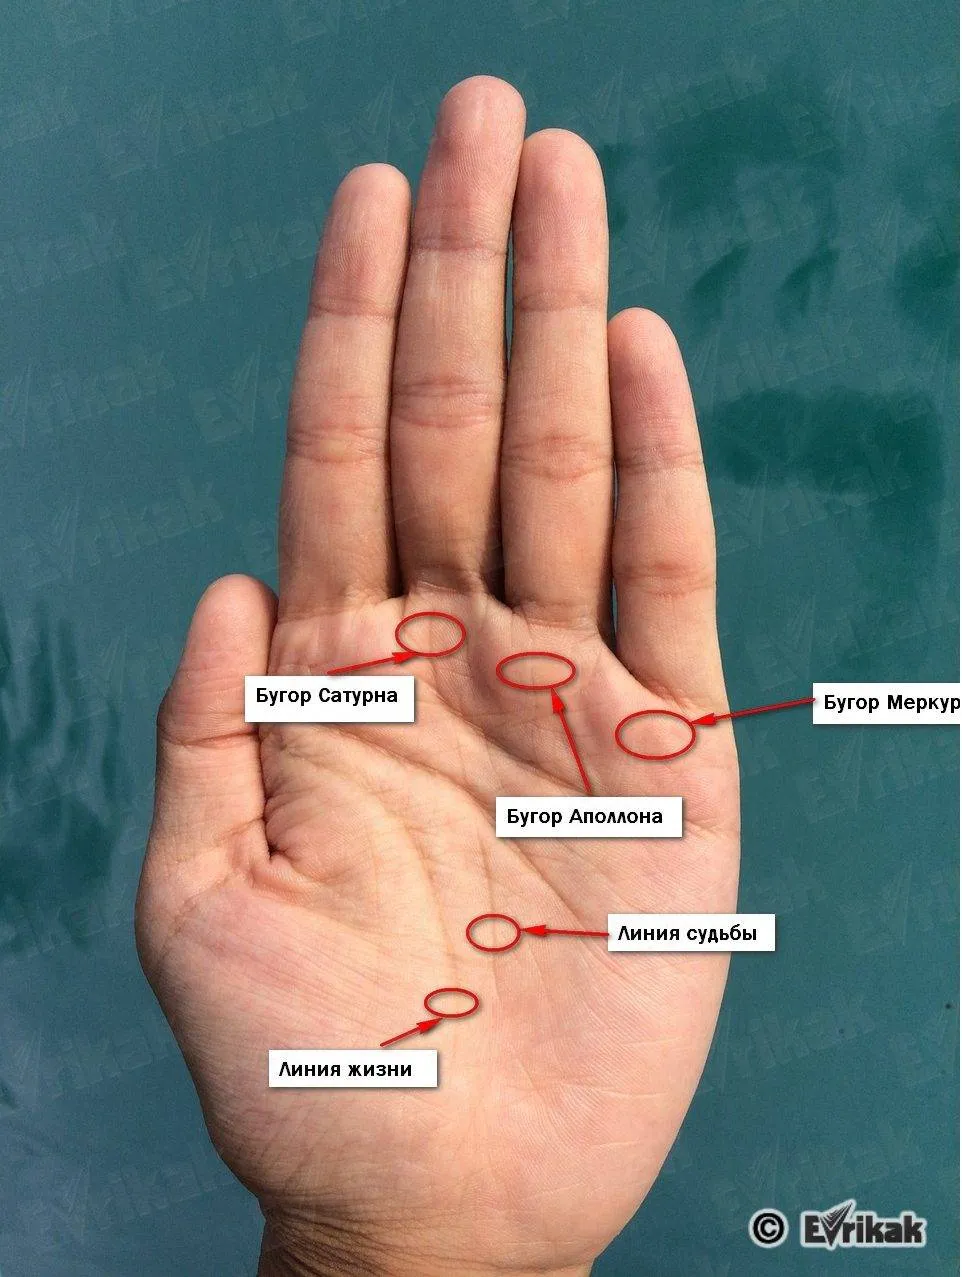 Бугор Сатурна
Бугор Меркур
Бугор Аполлона
Линия судьбы
Линия жизни
© Evrikak